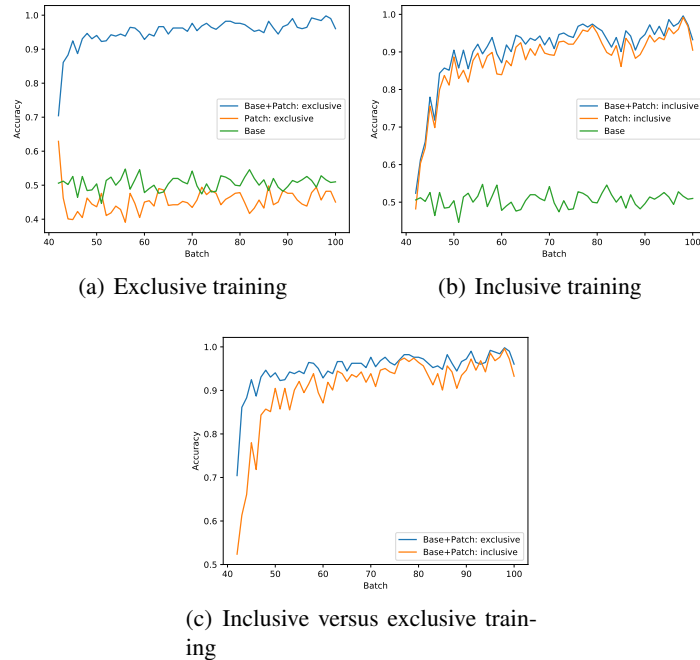 1.0
0.9
0.8
0.7
0.6
0.5
0.4
Accuracy
Base+Patch: exclusive
Patch: exclusive
Base
40 50 60 70 80 90 100
Batch
(a) Exclusive training
1.0
0.9
0.8
0.7
0.6
0.5
Accuracy
Base+Patch: inclusive
Patch: inclusive
Base
40 50 60 70 80 90 100
Batch
(b) Inclusive training
1.0
0.9
0.8
0.7
0.6
0.5
Accuracy
Base+Patch: exclusive
Base+Patch: inclusive
40 50 60 70 80 90 100
Batch
(c) Inclusive versus exclusive train-
ing